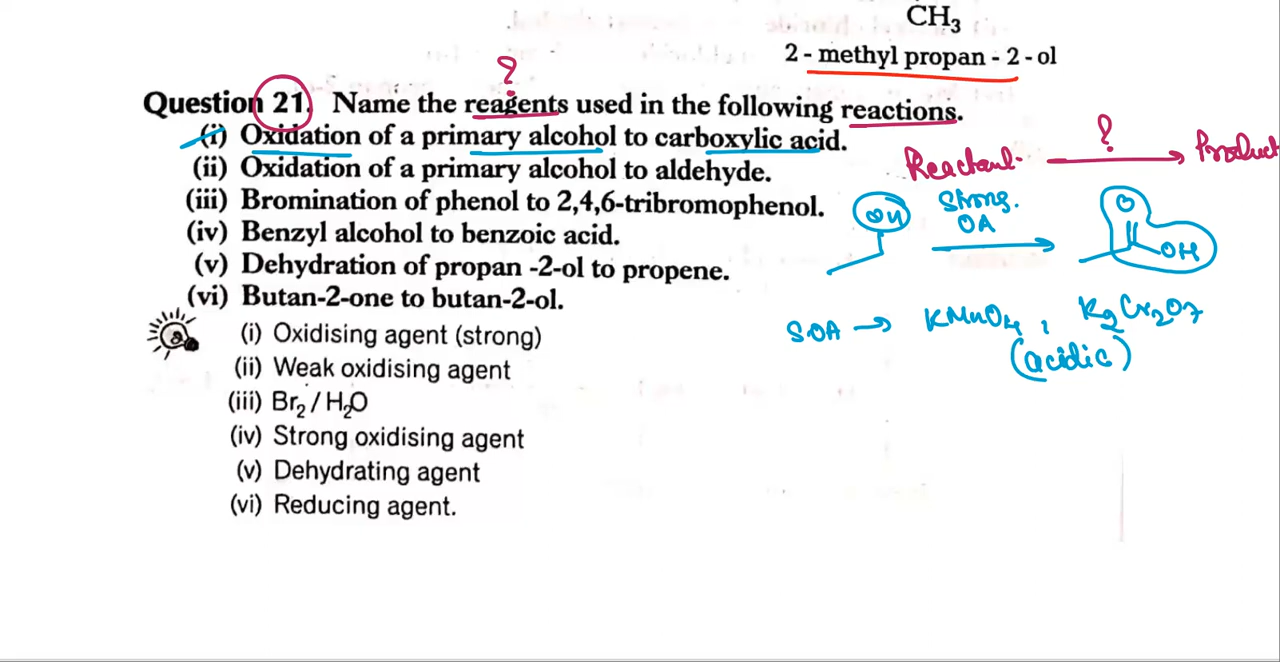 CH₃
2 - methyl propan - 2 - ol
?
Question 21. Name the reagents used in the following reactions.
(i) Oxidation of a primary alcohol to carboxylic acid.
?
Reactant. Product
(ii) Oxidation of a primary alcohol to aldehyde.
(iii) Bromination of phenol to 2,4,6-tribromophenol.
OH Strong. O
OA OH
(iv) Benzyl alcohol to benzoic acid.
(v) Dehydration of propan -2-ol to propene.
(vi) Butan-2-one to butan-2-ol.
SOA → KMnO₄, K₂Cr₂O₇
(acidic)
(i) Oxidising agent (strong)
(ii) Weak oxidising agent
(iii) Br₂ / H₂O
(iv) Strong oxidising agent
(v) Dehydrating agent
(vi) Reducing agent.